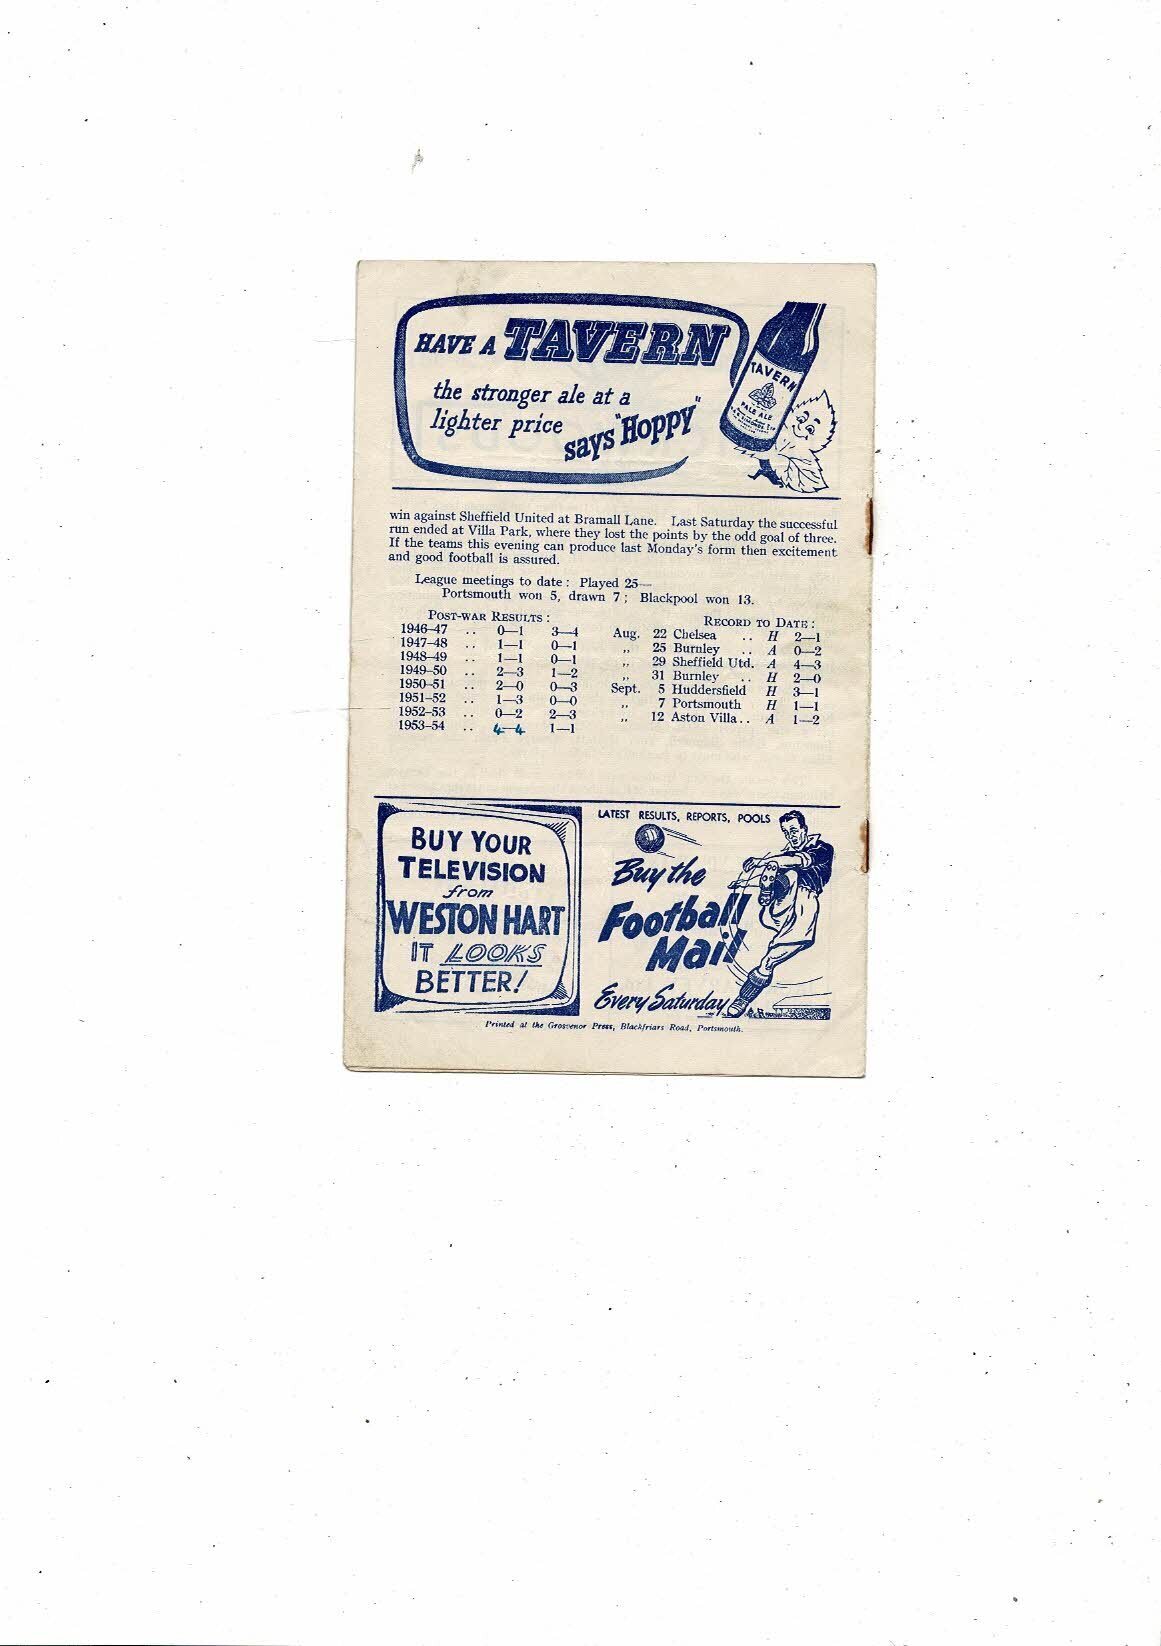 HAVE A TAVERN
the stronger ale at a
lighter price
says "Hoppy"
TAVERN
PALE ALE
win against Sheffield United at Bramall Lane. Last Saturday the successful
run ended at Villa Park, where they lost the points by the odd goal of three.
If the teams this evening can produce last Monday's form then excitement
and good football is assured.
League meetings to date : Played 25—
Portsmouth won 5, drawn 7 ; Blackpool won 13.
POST-WAR RESULTS :
1946–47 .. 0—1 3—4
1947–48 .. 1—1 0—1
1948–49 .. 1—1 0—1
1949–50 .. 2—3 1—2
1950–51 .. 2—0 0—3
1951–52 .. 1—3 0—0
1952–53 .. 0—2 2—3
1953–54 .. 4—4 1—1
RECORD TO DATE :
Aug. 22 Chelsea .. H 2—1
,, 25 Burnley .. A 0—2
,, 29 Sheffield Utd. A 4—3
,, 31 Burnley .. H 2—0
Sept. 5 Huddersfield H 3—1
,, 7 Portsmouth H 1—1
,, 12 Aston Villa .. A 1—2
BUY YOUR
TELEVISION
from
WESTON HART
IT LOOKS
BETTER!
LATEST RESULTS, REPORTS, POOLS
Buy the
Football
Mail
Every Saturday
Printed at the Grosvenor Press, Blackfriars Road, Portsmouth.